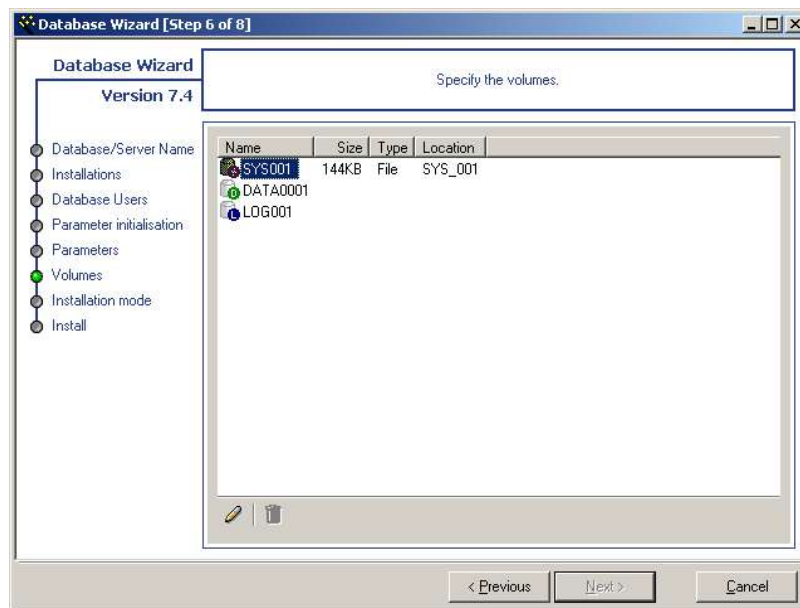 Database Wizard [Step 6 of 8]
Database Wizard
Version 7.4
Specify the volumes.
Database/Server Name
Installations
Database Users
Parameter initialisation
Parameters
Volumes
Installation mode
Install
Name Size Type Location
SYS001 144KB File SYS_001
DATA0001
LOG001
< Previous Next > Cancel